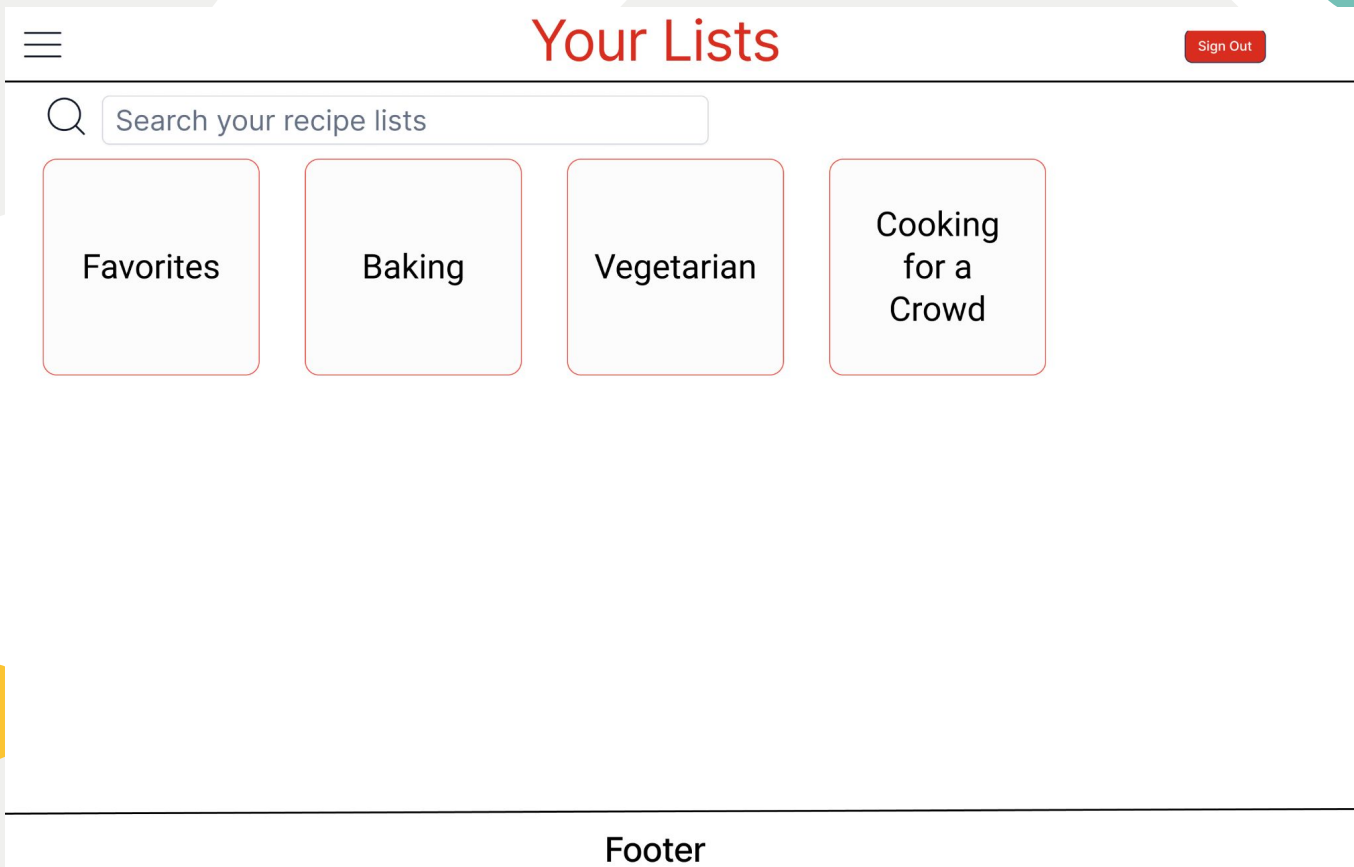 Your Lists
Sign Out
Search your recipe lists
Favorites
Baking
Vegetarian
Cooking
for a
Crowd
Footer